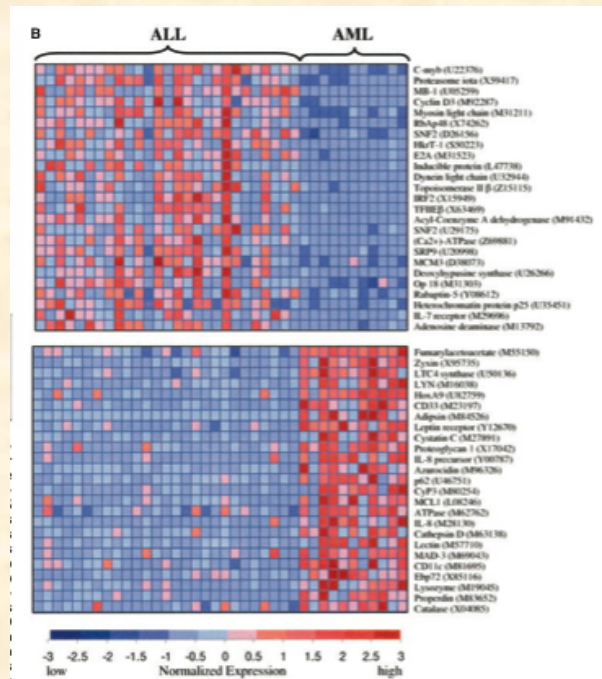 B
ALL AML
C-myb (U22376)
Proteasome iota (X59417)
MB-1 (U05259)
Cyclin D3 (M92287)
Myosin light chain (M31211)
RbAp48 (X74262)
SNF2 (D26156)
HkrT-1 (S50223)
E2A (M31523)
Inducible protein (L47738)
Dynein light chain (U32944)
Topoisomerase II β (Z15115)
IRF2 (X15949)
TFIIEβ (X63469)
Acyl-Coenzyme A dehydrogenase (M91432)
SNF2 (U29175)
(Ca2+)-ATPase (Z69881)
SRP9 (U20998)
MCM3 (D38073)
Deoxyhypusine synthase (U26266)
Op 18 (M31303)
Rabaptin-5 (Y08612)
Heterochromatin protein p25 (U35451)
IL-7 receptor (M29696)
Adenosine deaminase (M13792)
Fumarylacetoacetate (M55150)
Zyxin (X95735)
LTC4 synthase (U50136)
LYN (M16038)
HoxA9 (U82759)
CD33 (M23197)
Adipsin (M84526)
Leptin receptor (Y12670)
Cystatin C (M27891)
Proteoglycan 1 (X17042)
IL-8 precursor (Y00787)
Azurocidin (M96326)
p62 (U46751)
CyP3 (M80254)
MCL1 (L08246)
ATPase (M62762)
IL-8 (M28130)
Cathepsin D (M63138)
Lectin (M57710)
MAD-3 (M69043)
CD11c (M81695)
Ebp72 (X85116)
Lysozyme (M19045)
Properdin (M83652)
Catalase (X04085)
-3 -2.5 -2 -1.5 -1 -0.5 0 0.5 1 1.5 2 2.5 3
low Normalized Expression high